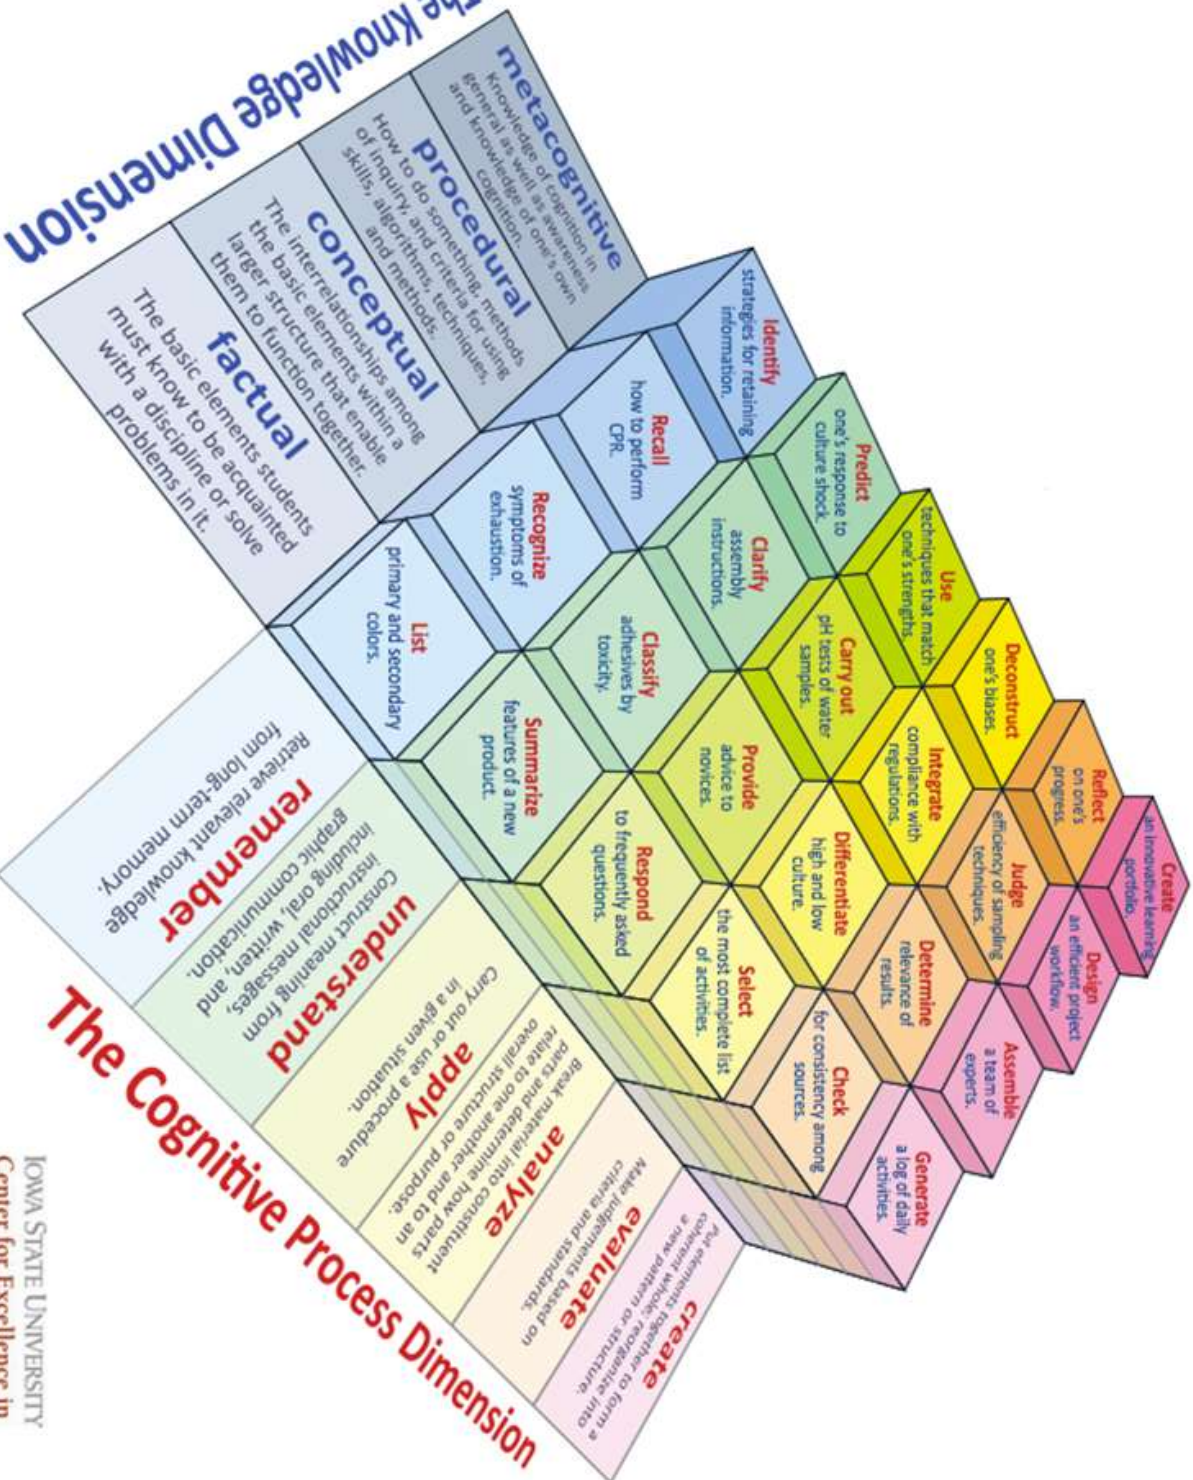 The Knowledge Dimension
metacognitive
Knowledge of cognition in
general as well as awareness
and knowledge of one's own
cognition.
procedural
How to do something, methods
of inquiry, and criteria for using
skills, algorithms, techniques,
and methods.
conceptual
The interrelationships among
the basic elements within a
larger structure that enable
them to function together.
factual
The basic elements students
must know to be acquainted
with a discipline or solve
problems in it.
Identify
strategies for retaining
information.
Predict
one's response to
culture shock.
Use
techniques that match
one's strengths.
Deconstruct
one's biases.
Reflect
on one's
progress.
Create
an innovative learning
portfolio.
Recall
how to perform
CPR.
Clarify
assembly
instructions.
Carry out
pH tests of water
samples.
Integrate
compliance with
regulations.
Judge
efficiency of sampling
techniques.
Design
an efficient project
workflow.
Recognize
symptoms of
exhaustion.
Classify
adhesives by
toxicity.
Provide
advice to
novices.
Differentiate
high and low
culture.
Determine
relevance of
results.
Assemble
a team of
experts.
List
primary and secondary
colors.
Summarize
features of a new
product.
Respond
to frequently asked
questions.
Select
the most complete list
of activities.
Check
for consistency among
sources.
Generate
a log of daily
activities.
remember
Retrieve relevant knowledge
from long-term memory.
understand
Construct meaning from
instructional messages,
including oral, written, and
graphic communication.
apply
Carry out or use a procedure
in a given situation.
analyze
Break material into constituent
parts and determine how parts
relate to one another and to an
overall structure or purpose.
evaluate
Make judgements based on
criteria and standards.
create
Put elements together to form a
coherent whole; reorganize into
a new pattern or structure.
The Cognitive Process Dimension
IOWA STATE UNIVERSITY
Center for Excellence in